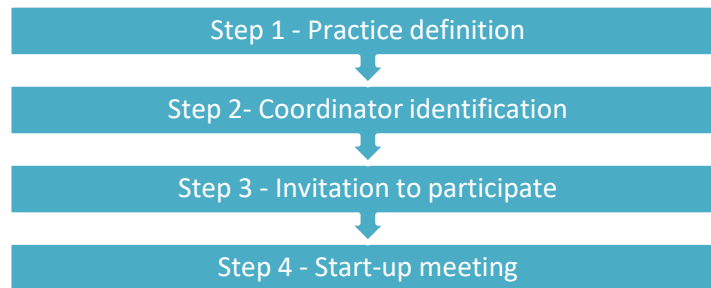 Step 1 - Practice definition
Step 2- Coordinator identification
Step 3 - Invitation to participate
Step 4 - Start-up meeting